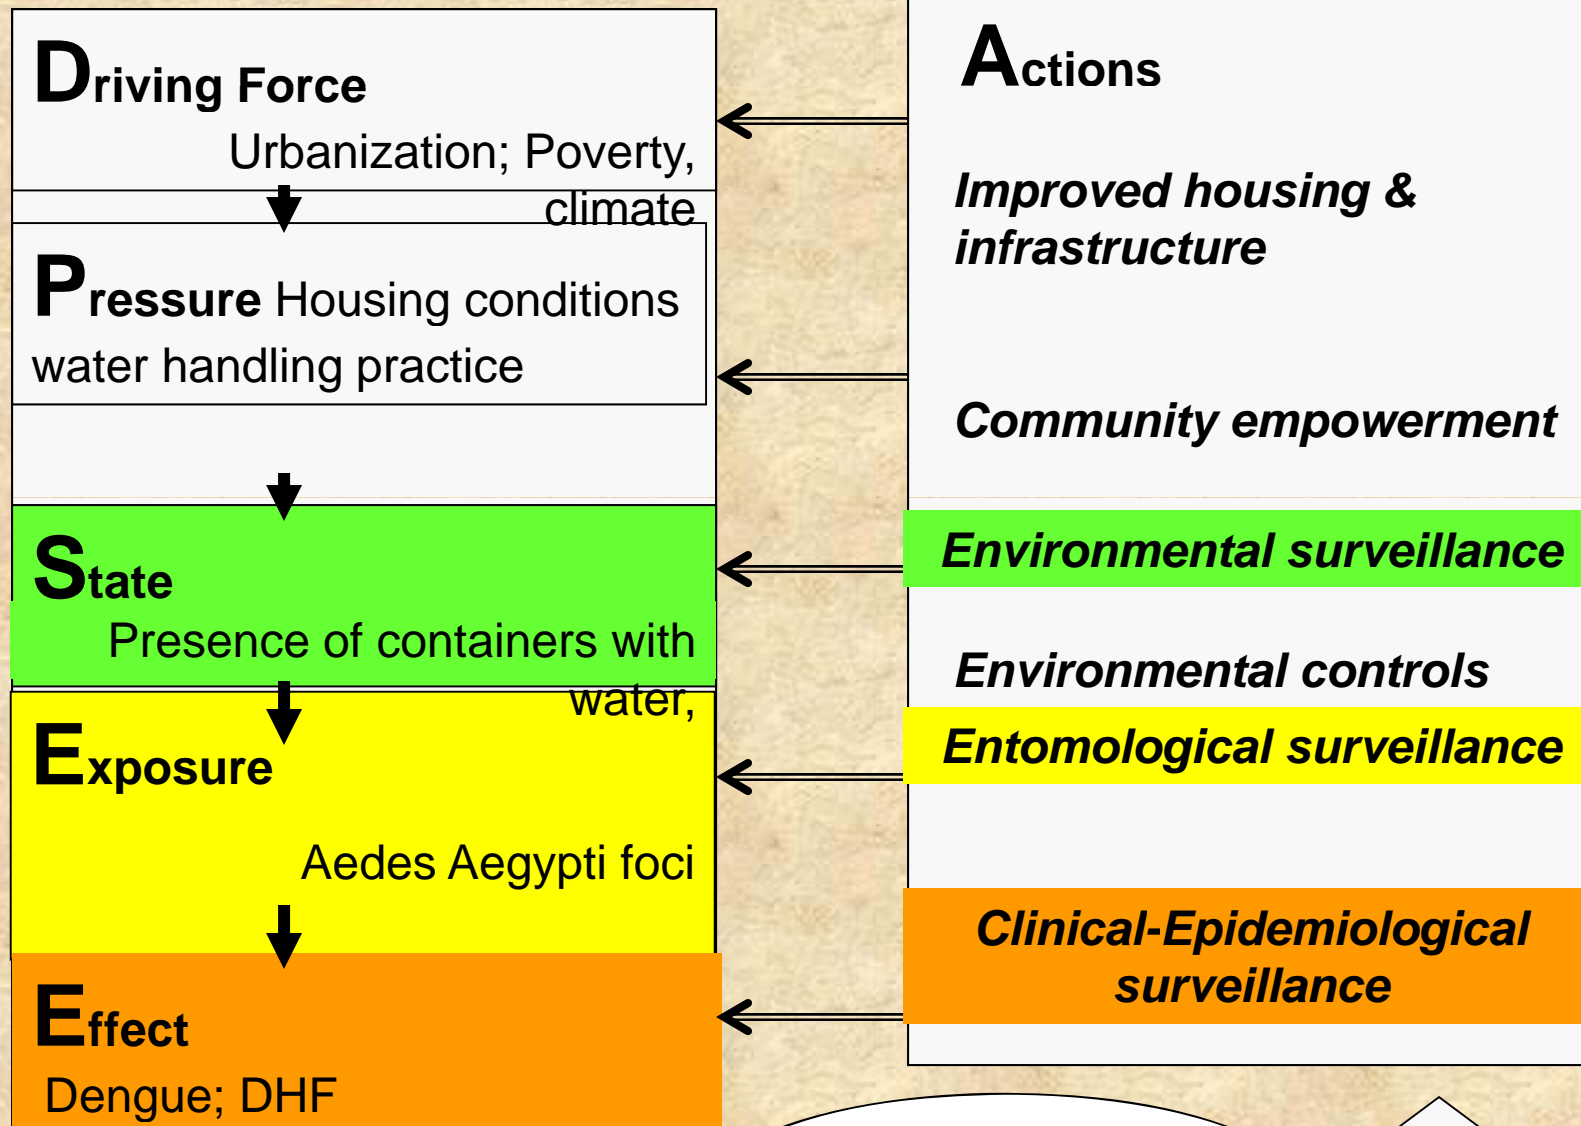 Driving Force
Urbanization; Poverty,
climate
Pressure Housing conditions
water handling practice
State
Presence of containers with
water,
Exposure
Aedes Aegypti foci
Effect
Dengue; DHF
Actions
Improved housing &
infrastructure
Community empowerment
Environmental surveillance
Environmental controls
Entomological surveillance
Clinical-Epidemiological
surveillance